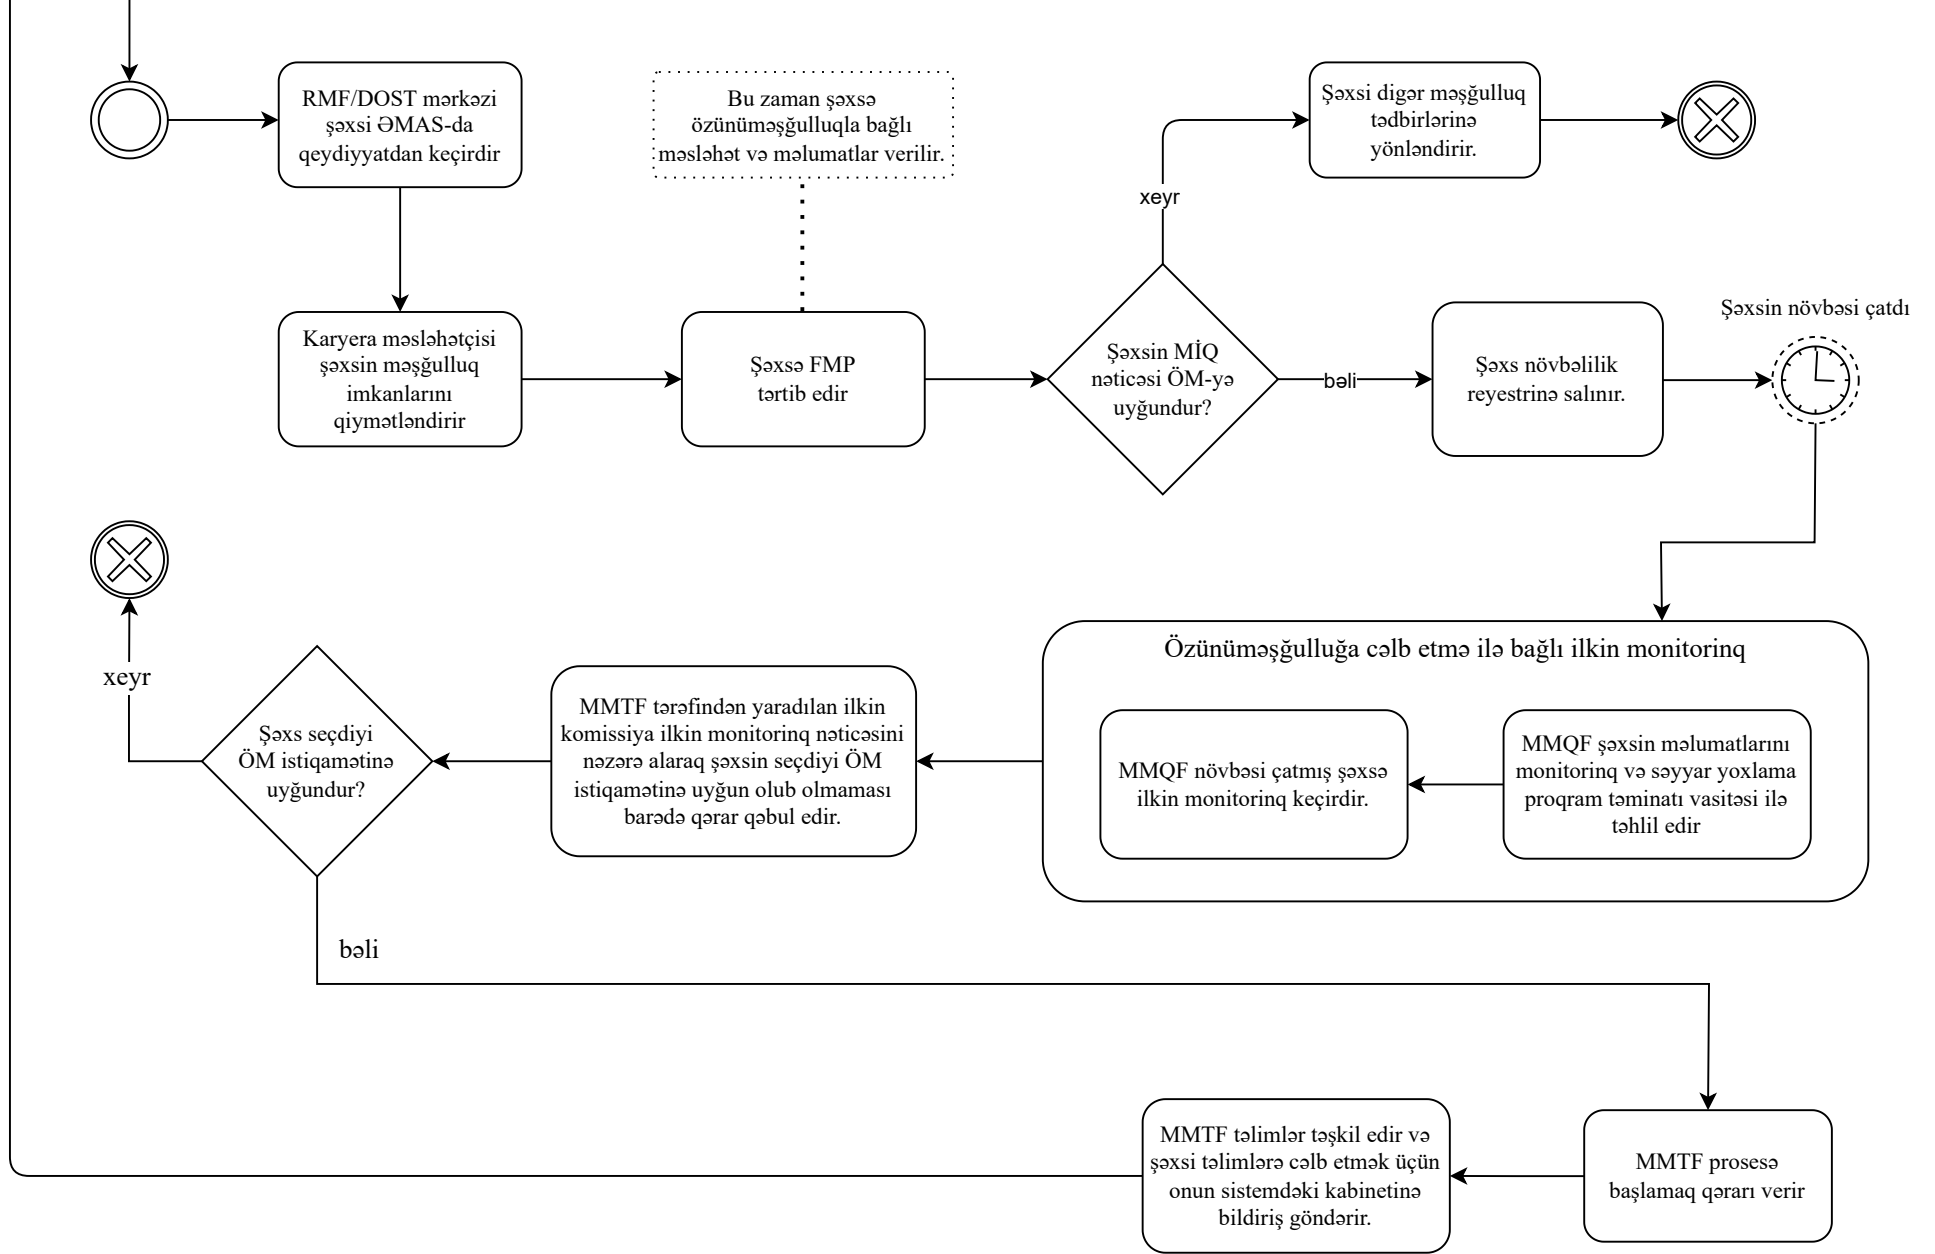 RMF/DOST mərkəzi
şəxsi ƏMAS-da
qeydiyyatdan keçirdir
Bu zaman şəxsə
özünüməşğulluqla bağlı
məsləhət və məlumatlar verilir.
Şəxsi digər məşğulluq
tədbirlərinə
yönləndirir.
xeyr
Karyera məsləhətçisi
şəxsin məşğulluq
imkanlarını
qiymətləndirir
Şəxsə FMP
tərtib edir
Şəxsin MİQ
nəticəsi ÖM-yə
uyğundur?
bəli
Şəxs növbəlilik
reyestrinə salınır.
Şəxsin növbəsi çatdı
Özünüməşğulluğa cəlb etmə ilə bağlı ilkin monitorinq
MMQF şəxsin məlumatlarını
monitorinq və səyyar yoxlama
proqram təminatı vasitəsi ilə
təhlil edir
MMQF növbəsi çatmış şəxsə
ilkin monitorinq keçirdir.
MMTF tərəfindən yaradılan ilkin
komissiya ilkin monitorinq nəticəsini
nəzərə alaraq şəxsin seçdiyi ÖM
istiqamətinə uyğun olub olmaması
barədə qərar qəbul edir.
Şəxs seçdiyi
ÖM istiqamətinə
uyğundur?
xeyr
bəli
MMTF prosesə
başlamaq qərarı verir
MMTF təlimlər təşkil edir və
şəxsi təlimlərə cəlb etmək üçün
onun sistemdəki kabinetinə
bildiriş göndərir.